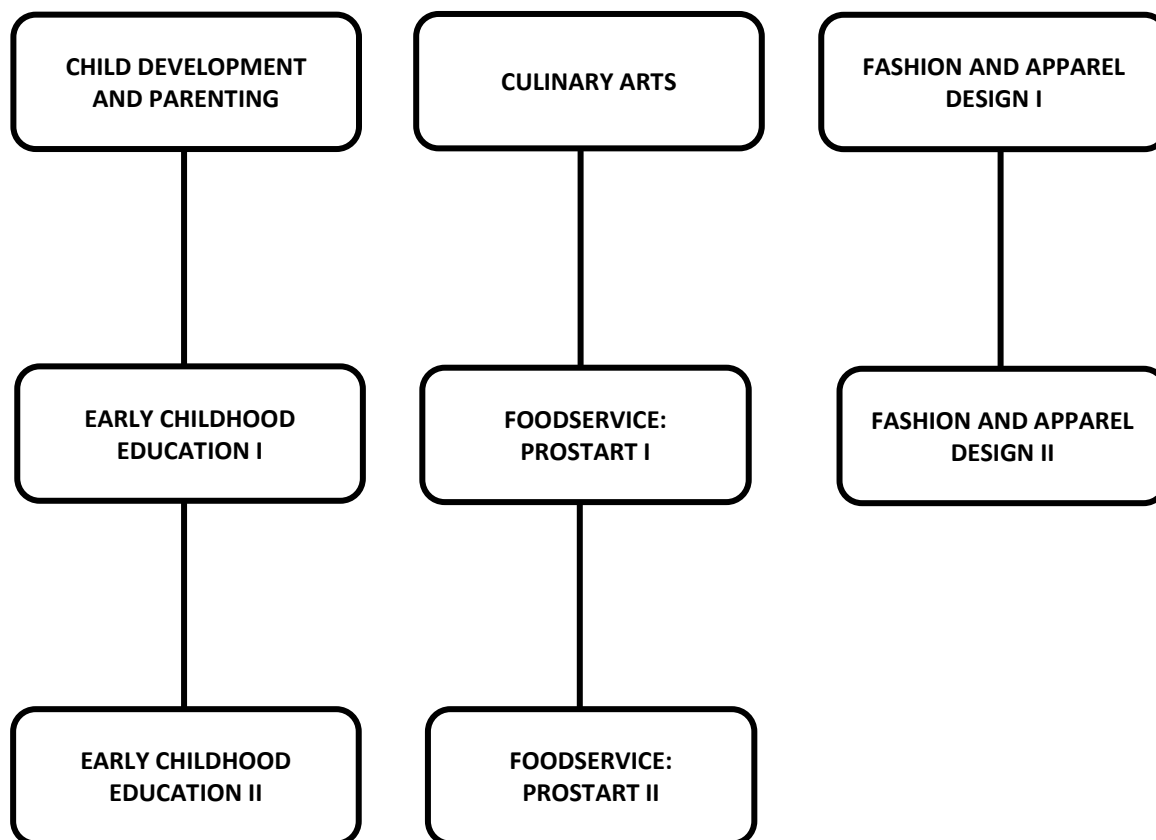 CHILD DEVELOPMENT
AND PARENTING
CULINARY ARTS
FASHION AND APPAREL
DESIGN I
EARLY CHILDHOOD
EDUCATION I
FOODSERVICE:
PROSTART I
FASHION AND APPAREL
DESIGN II
EARLY CHILDHOOD
EDUCATION II
FOODSERVICE:
PROSTART II